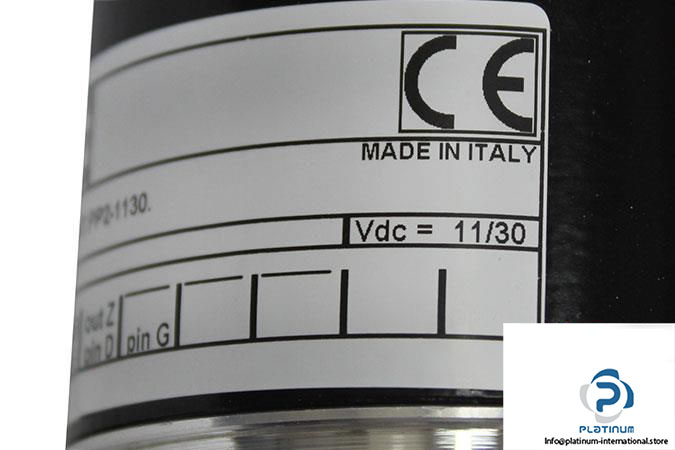 CE
MADE IN ITALY
PP2-1130.
Vdc = 11/30
out Z
pin D pin G
PLATINUM
Info@platinum-international.store